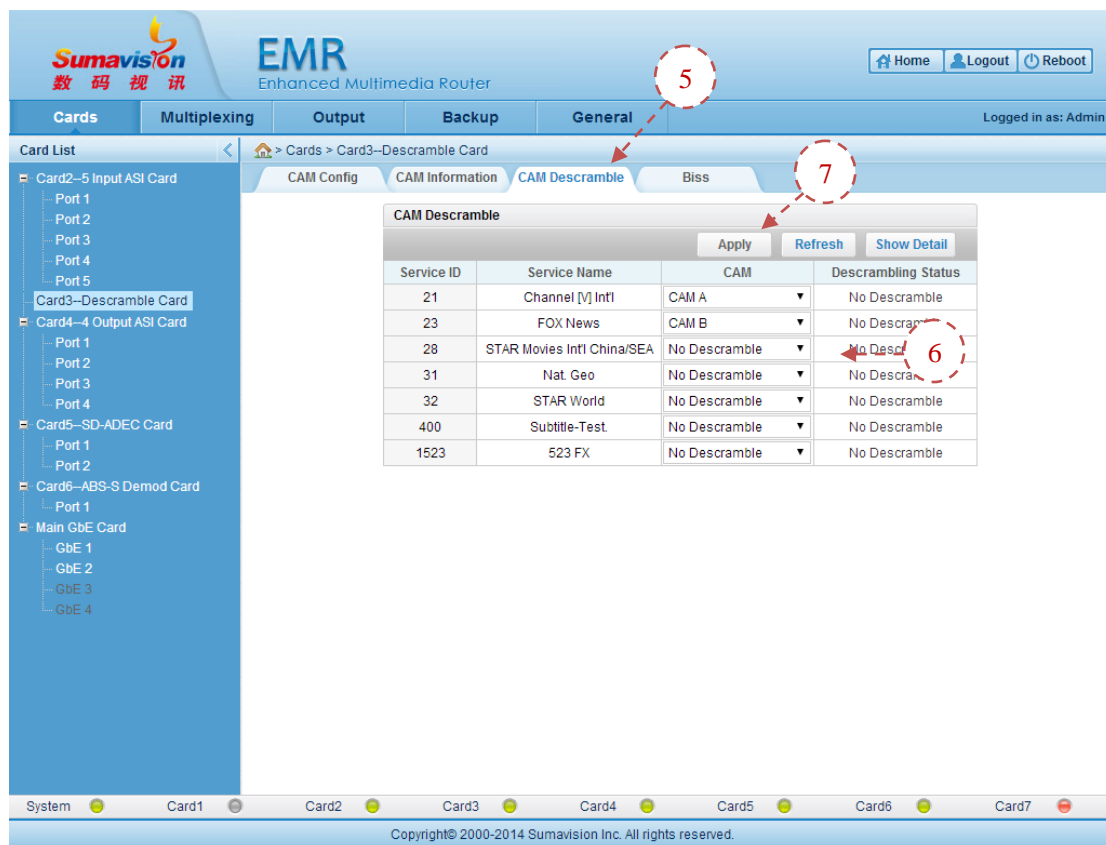 Sumavision
数 码 视 讯
EMR
Enhanced Multimedia Router
5
Home Logout Reboot
Cards Multiplexing Output Backup General Logged in as: Admin
Card List
> Cards > Card3--Descramble Card
Card2--5 Input ASI Card
Port 1
Port 2
Port 3
Port 4
Port 5
Card3--Descramble Card
Card4--4 Output ASI Card
Port 1
Port 2
Port 3
Port 4
Card5--SD-ADEC Card
Port 1
Port 2
Card6--ABS-S Demod Card
Port 1
Main GbE Card
GbE 1
GbE 2
GbE 3
GbE 4
CAM Config CAM Information CAM Descramble Biss
7
CAM Descramble
Apply Refresh Show Detail
Service ID Service Name CAM Descrambling Status
21 Channel [V] Int'l CAM A No Descramble
23 FOX News CAM B No Descramble
28 STAR Movies Int'l China/SEA No Descramble No Descr
6
31 Nat. Geo No Descramble No Descramble
32 STAR World No Descramble No Descramble
400 Subtitle-Test. No Descramble No Descramble
1523 523 FX No Descramble No Descramble
System Card1 Card2 Card3 Card4 Card5 Card6 Card7
Copyright© 2000-2014 Sumavision Inc. All rights reserved.